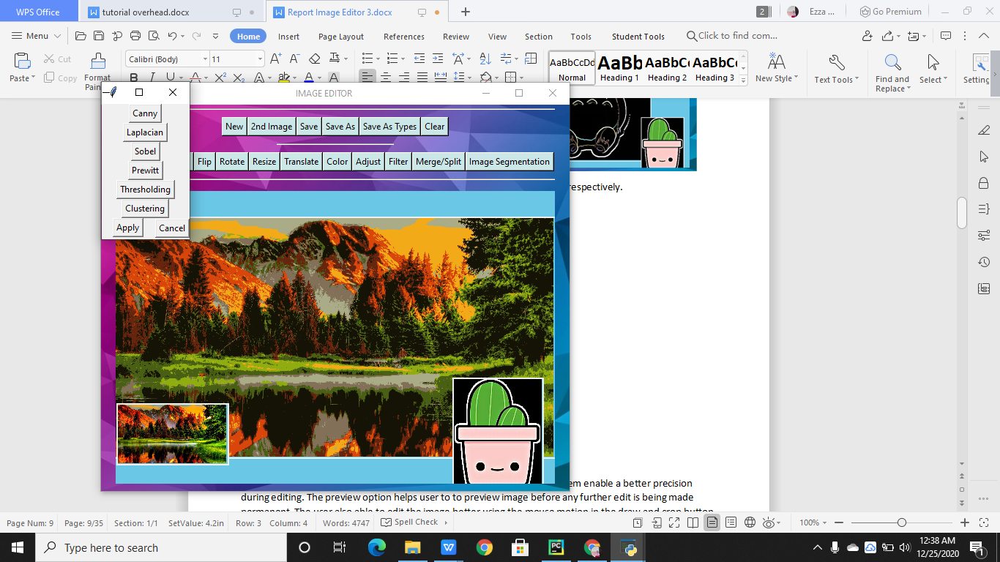 WPS Office
tutorial overhead.docx
Report Image Editor 3.docx
2
Ezza ...
Go Premium
Menu
Home
Insert
Page Layout
References
Review
View
Section
Tools
Student Tools
Click to find com...
Paste
Cut
Copy
Format
Calibri (Body)
11
AaBbCcDd
Normal
Heading 1
Heading 2
Heading 3
New Style
Text Tools
Find and
Replace
Select
IMAGE EDITOR
Canny
Laplacian
Sobel
Prewitt
Thresholding
Clustering
Apply Cancel
New 2nd Image Save Save As Save As Types Clear
Flip Rotate Resize Translate Color Adjust Filter Merge/Split Image Segmentation
respectively.
enable a better precision
during editing. The preview option helps user to to preview image before any further edit is being made
permanent. The user also able to edit the image better using the mouse motion in the draw and crop button
Page Num: 9 Page: 9/35 Section: 1/1 SetValue: 4.2in Row: 3 Column: 4 Words: 4747 Spell Check 100%
Type here to search
12:38 AM
12/25/2020
1